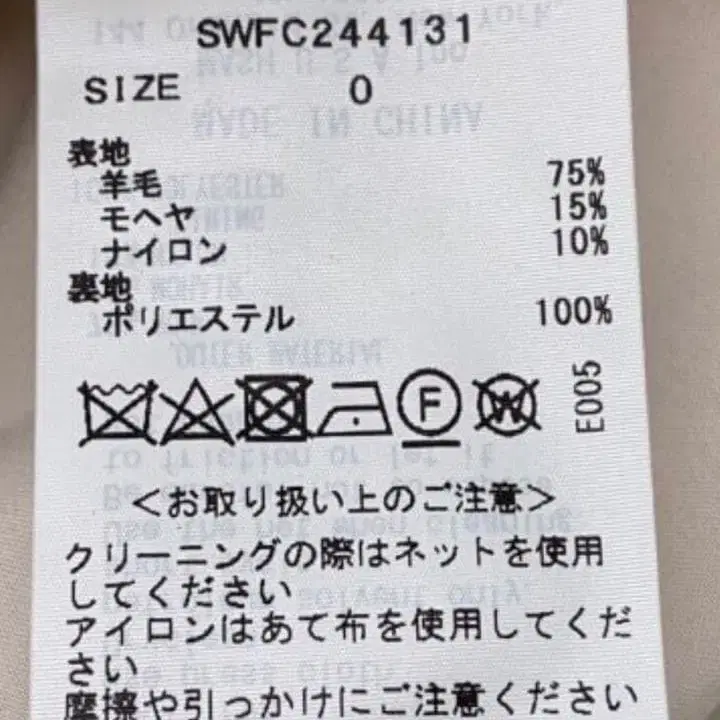 SWFC244131
SIZE 0
表地
羊毛 75%
モヘヤ 15%
ナイロン 10%
裏地
ポリエステル 100%
F W E005
<お取り扱い上のご注意>
クリーニングの際はネットを使用
してください
アイロンはあて布を使用してくだ
さい
摩擦や引っかけにご注意ください